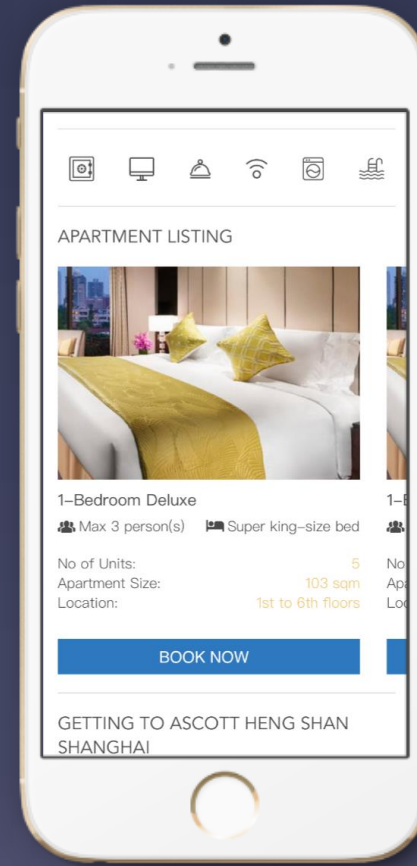 APARTMENT LISTING
1–Bedroom Deluxe
Max 3 person(s) Super king–size bed
No of Units: 5
Apartment Size: 103 sqm
Location: 1st to 6th floors
BOOK NOW
GETTING TO ASCOTT HENG SHAN
SHANGHAI